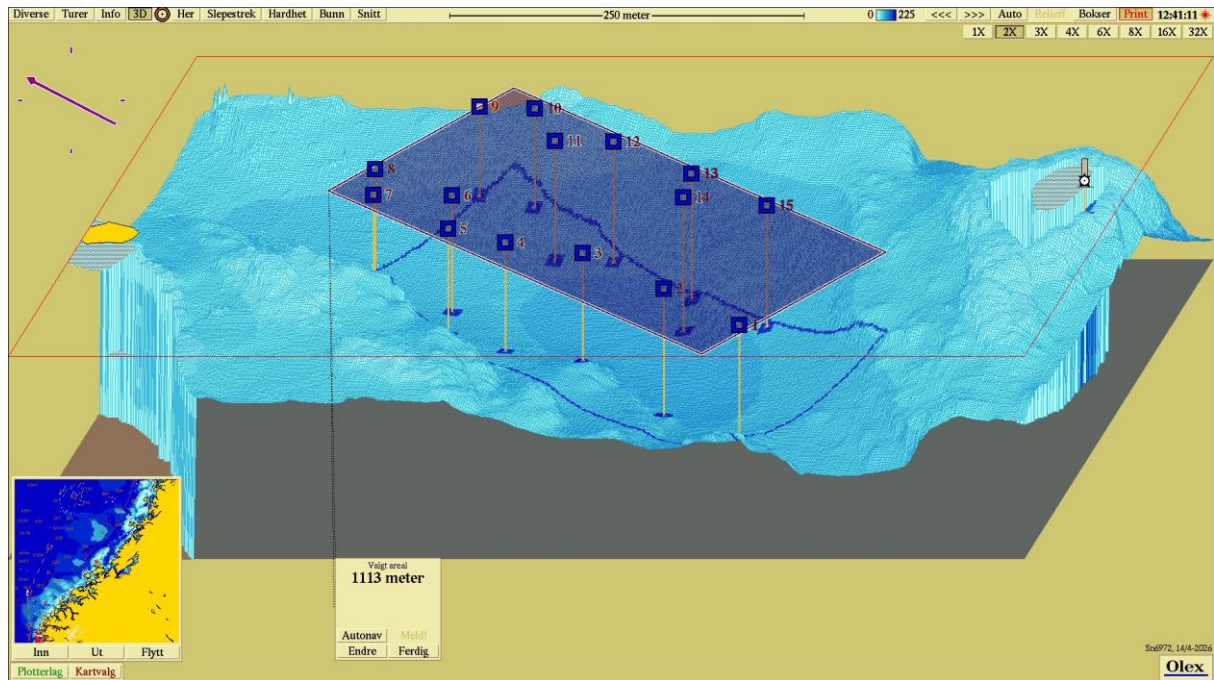 Diverse Turer Info 3D Her Slepestrek Hardhet Bunn Snitt 250 meter 0 225 <<< >>> Auto Relieff Bokser Print 12:41:11
1X 2X 3X 4X 6X 8X 16X 32X
9 10
11 12
8 13
7 6 14 15
5
4
3
2
1
Valgt areal
1113 meter
Autonav Meld!
Endre Ferdig
Inn Ut Flytt
Plotterlag Kartvalg
Sn6972, 14/4-2026
Olex